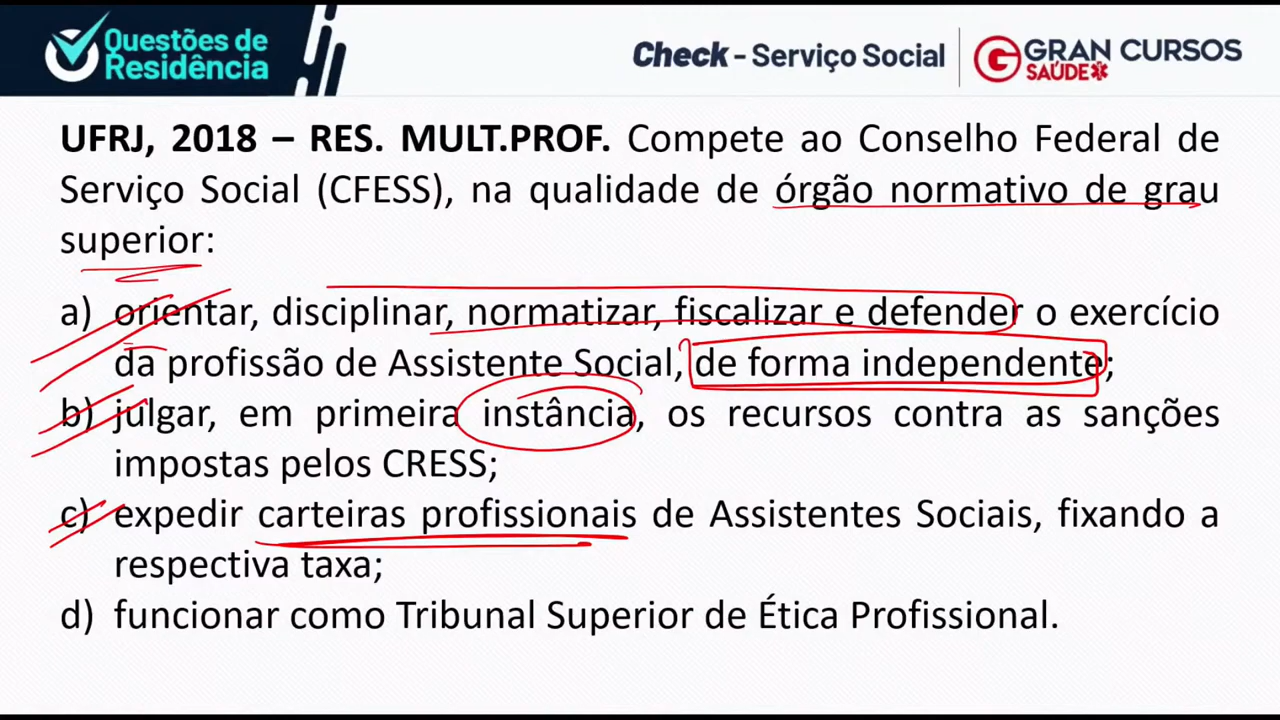 Questões de
Residência
Check - Serviço Social
GRAN CURSOS
SAÚDE
UFRJ, 2018 – RES. MULT.PROF. Compete ao Conselho Federal de
Serviço Social (CFESS), na qualidade de órgão normativo de grau
superior:
a) orientar, disciplinar, normatizar, fiscalizar e defender o exercício
da profissão de Assistente Social, de forma independente;
b) julgar, em primeira instância, os recursos contra as sanções
impostas pelos CRESS;
c) expedir carteiras profissionais de Assistentes Sociais, fixando a
respectiva taxa;
d) funcionar como Tribunal Superior de Ética Profissional.